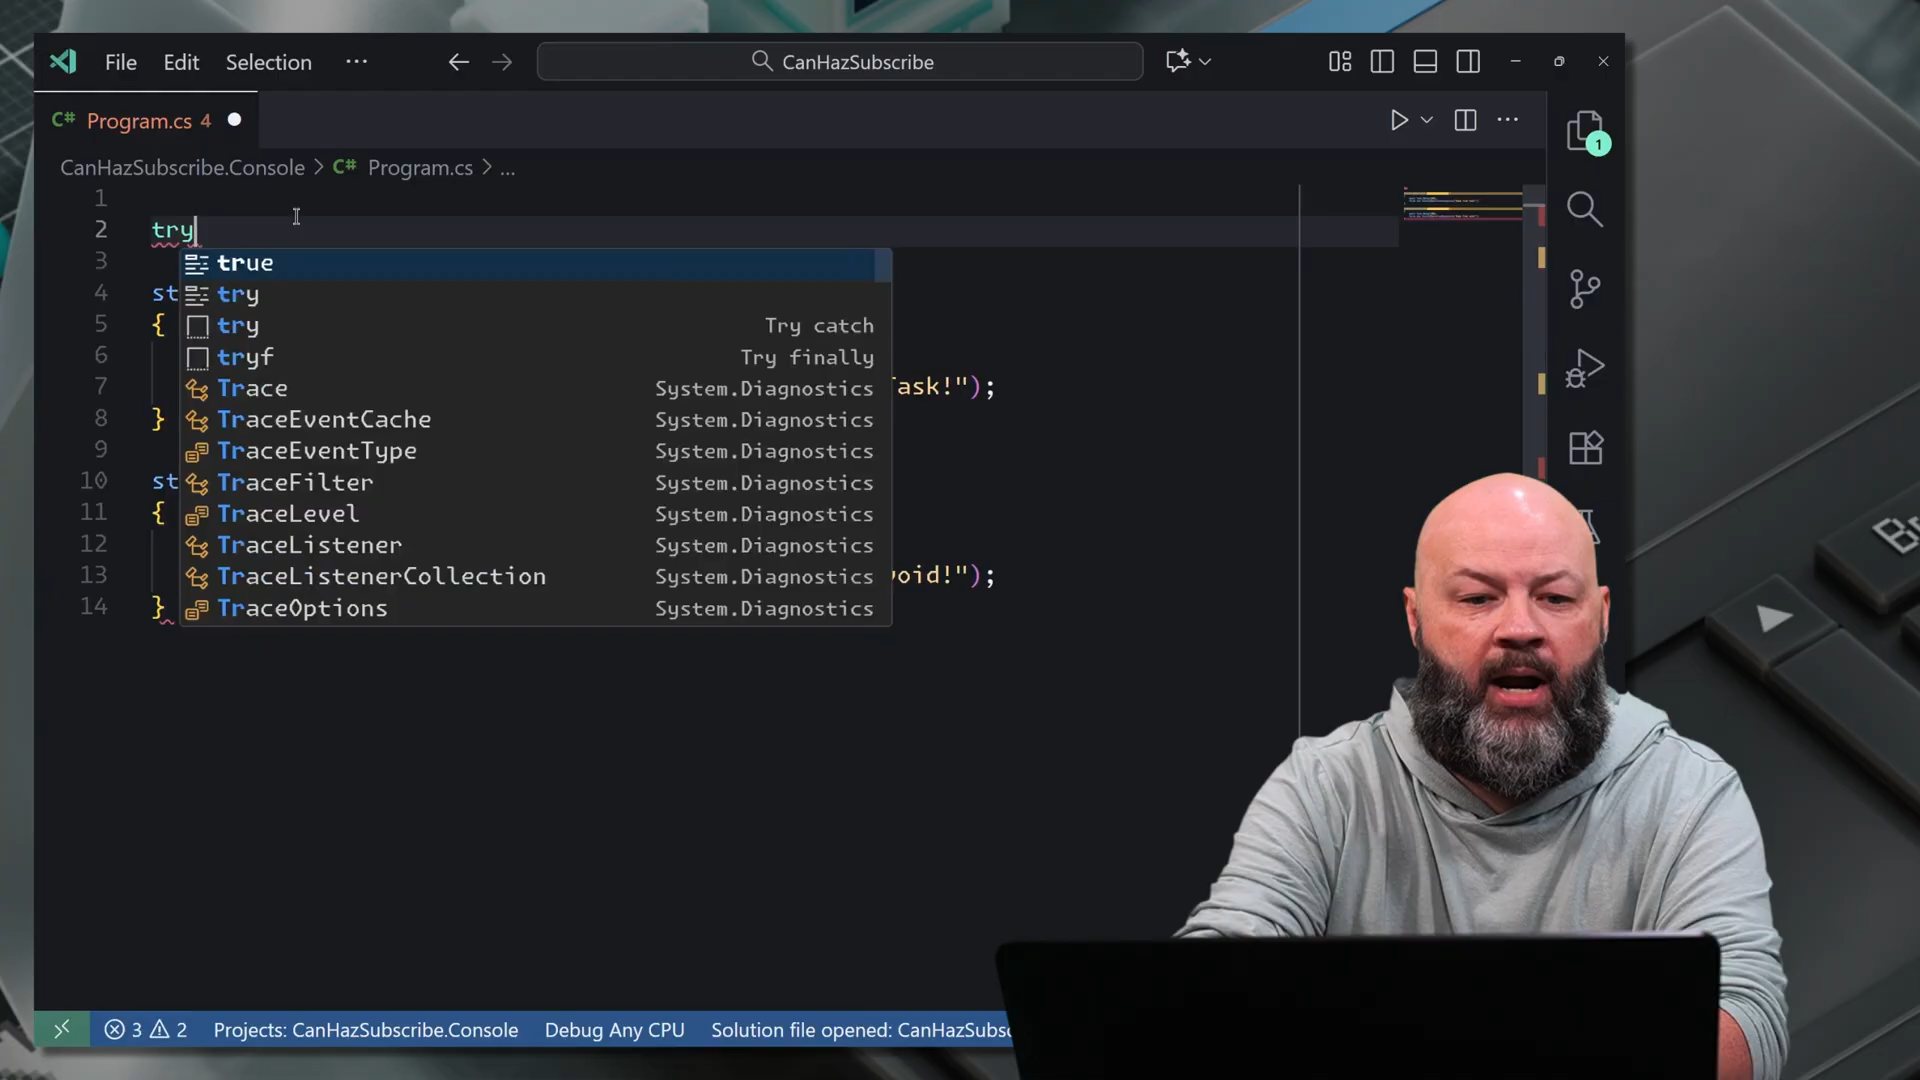 File Edit Selection ··· CanHazSubscribe
C# Program.cs 4
CanHazSubscribe.Console > C# Program.cs > ...
1
2 try
3
4 st
5 {
6
7 ask!");
8 }
9
10 st
11 {
12
13 void!");
14 }
true
try
try Try catch
tryf Try finally
Trace System.Diagnostics
TraceEventCache System.Diagnostics
TraceEventType System.Diagnostics
TraceFilter System.Diagnostics
TraceLevel System.Diagnostics
TraceListener System.Diagnostics
TraceListenerCollection System.Diagnostics
TraceOptions System.Diagnostics
1
3 2 Projects: CanHazSubscribe.Console Debug Any CPU Solution file opened: CanHazSubsc